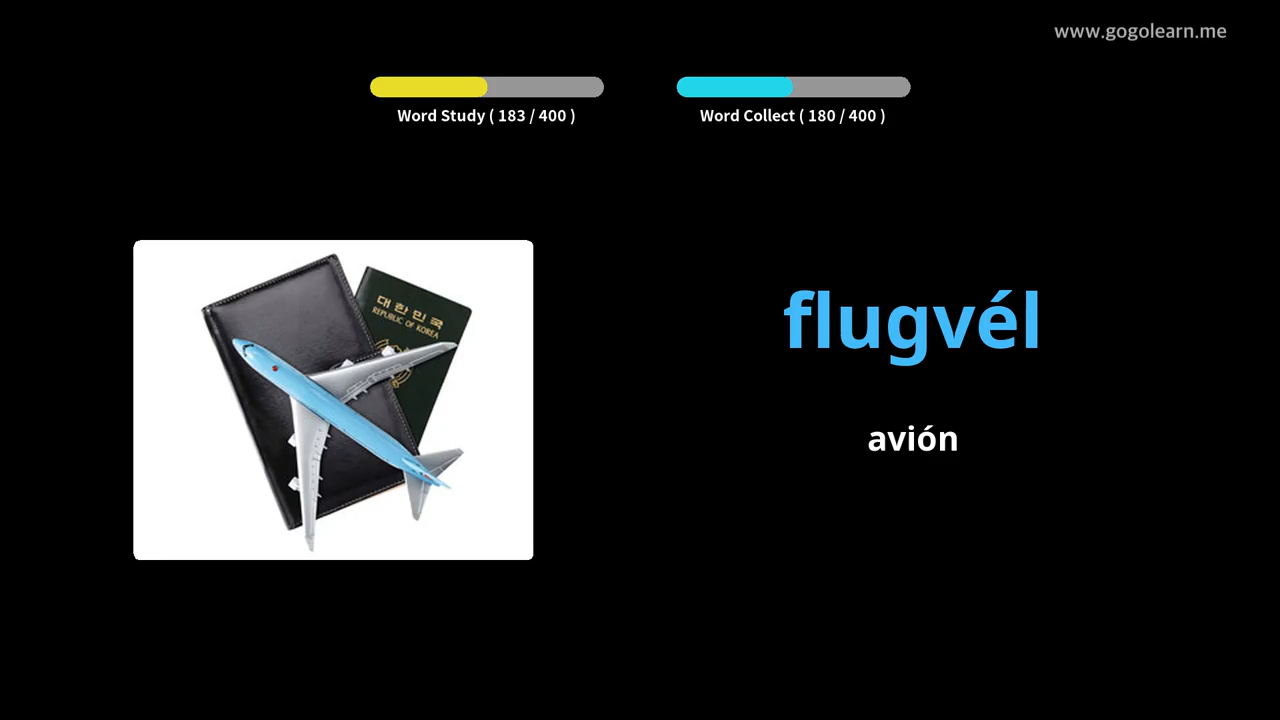 www.gogolearn.me
Word Study ( 183 / 400 )
Word Collect ( 180 / 400 )
대한민국
REPUBLIC OF KOREA
flugvél
avión